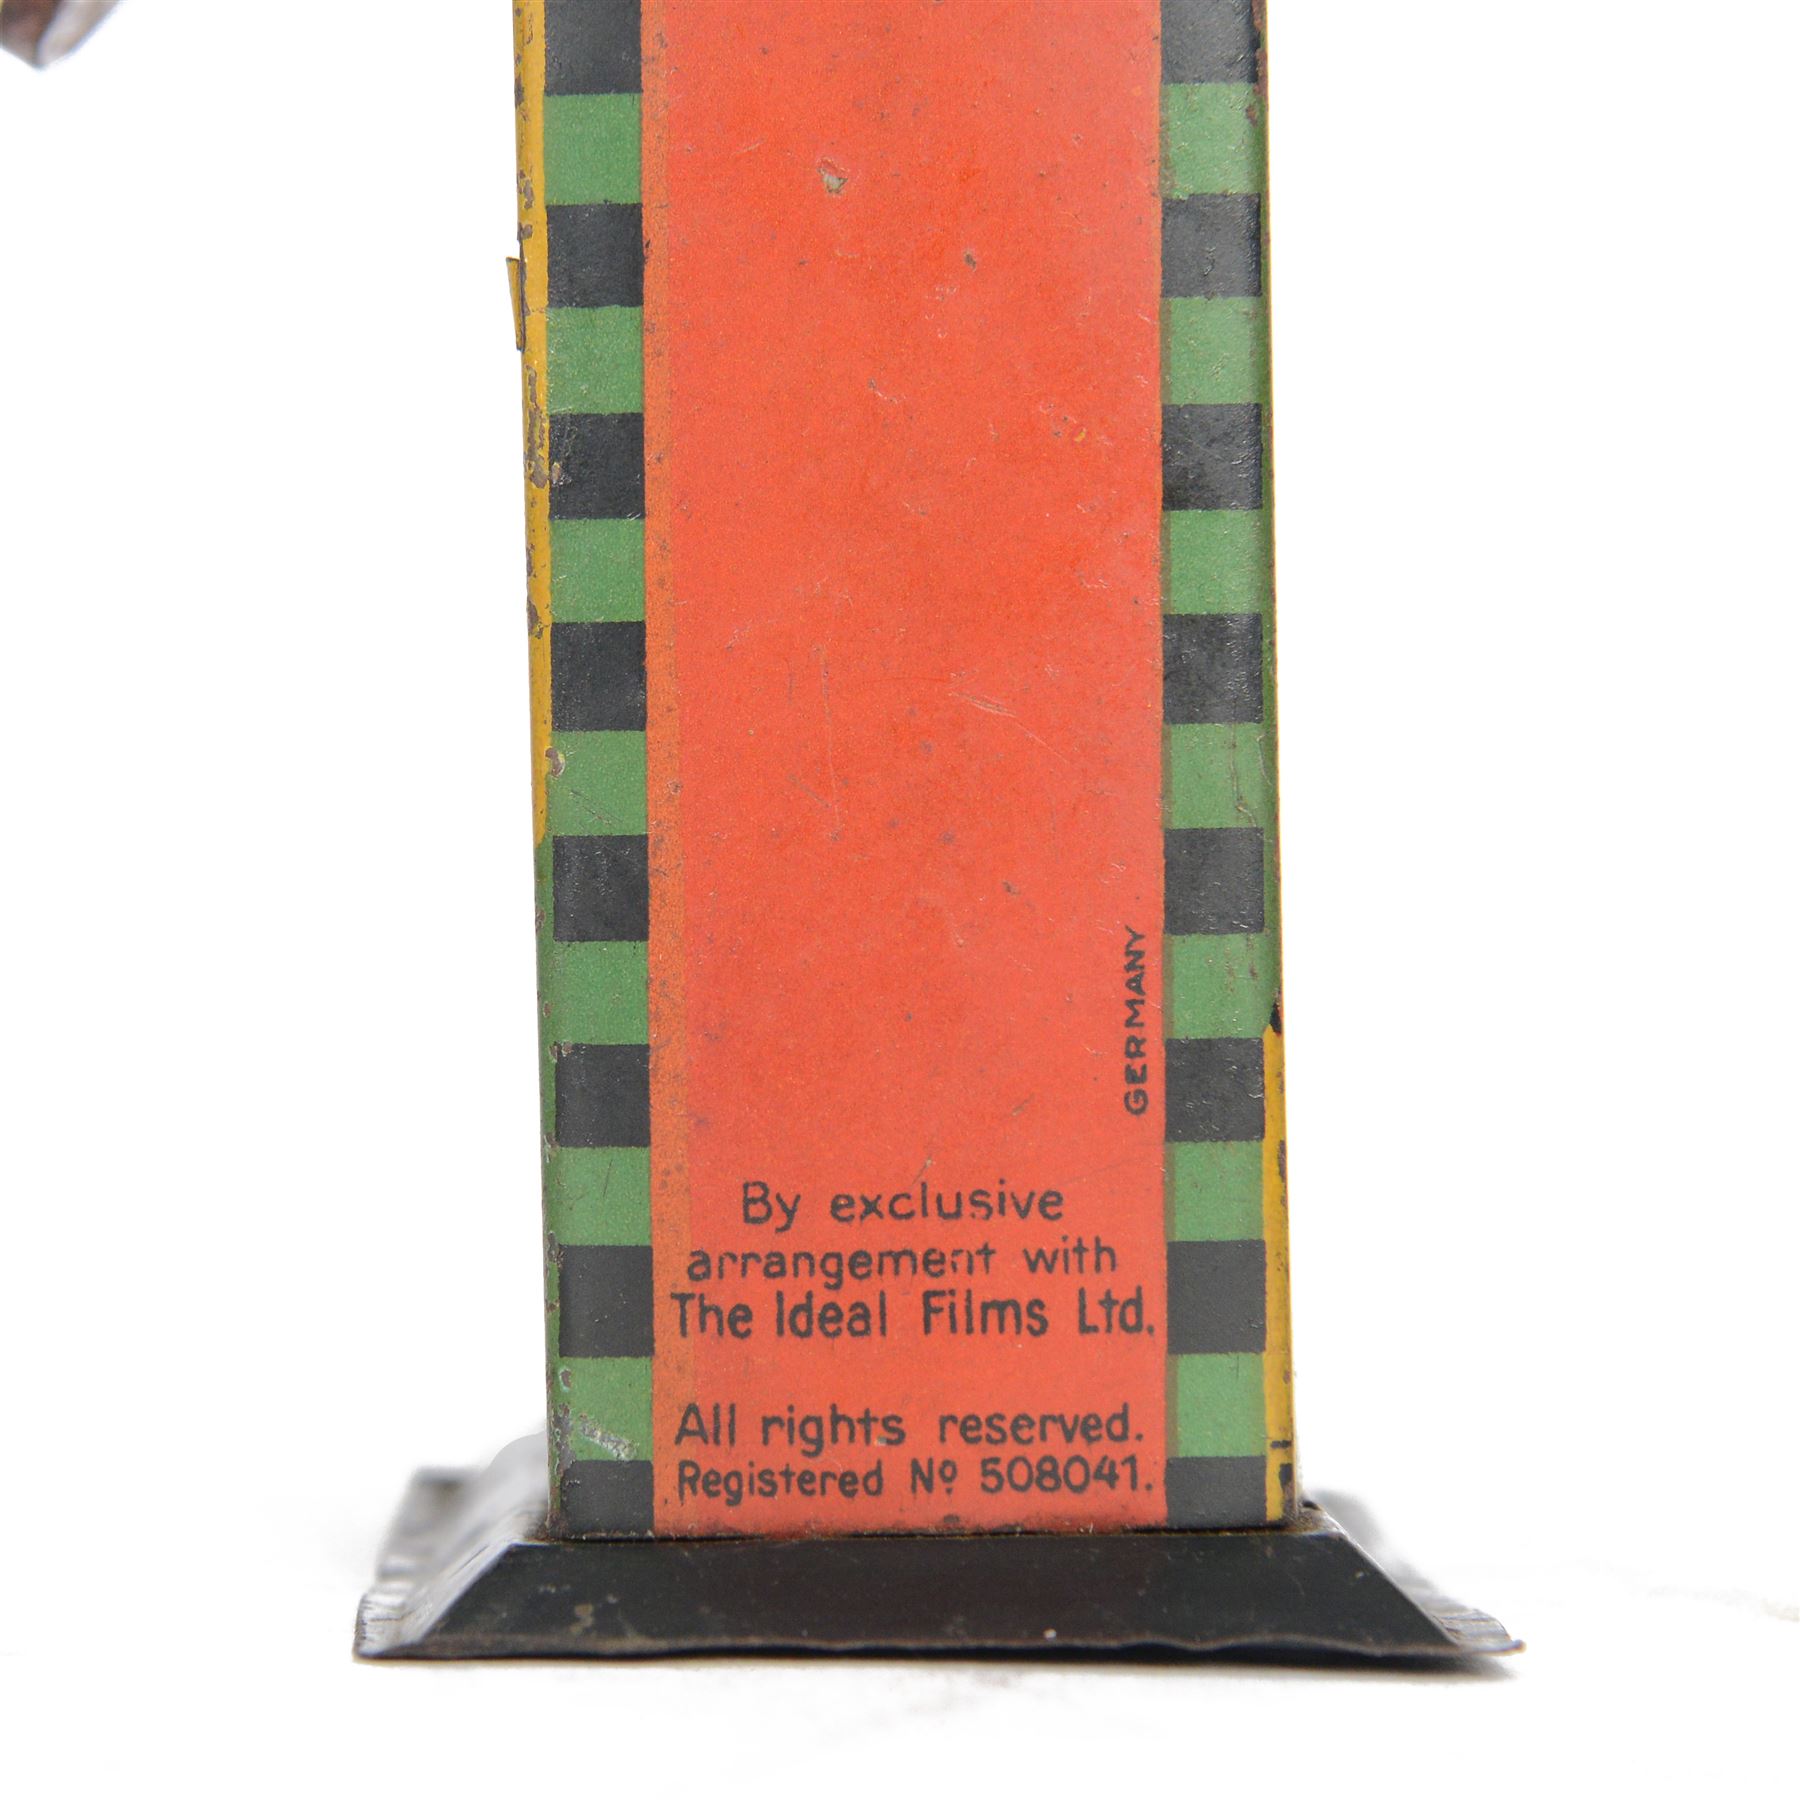 GERMANY
By exclusive
arrangement with
The Ideal Films Ltd.
All rights reserved.
Registered Nº 508041.